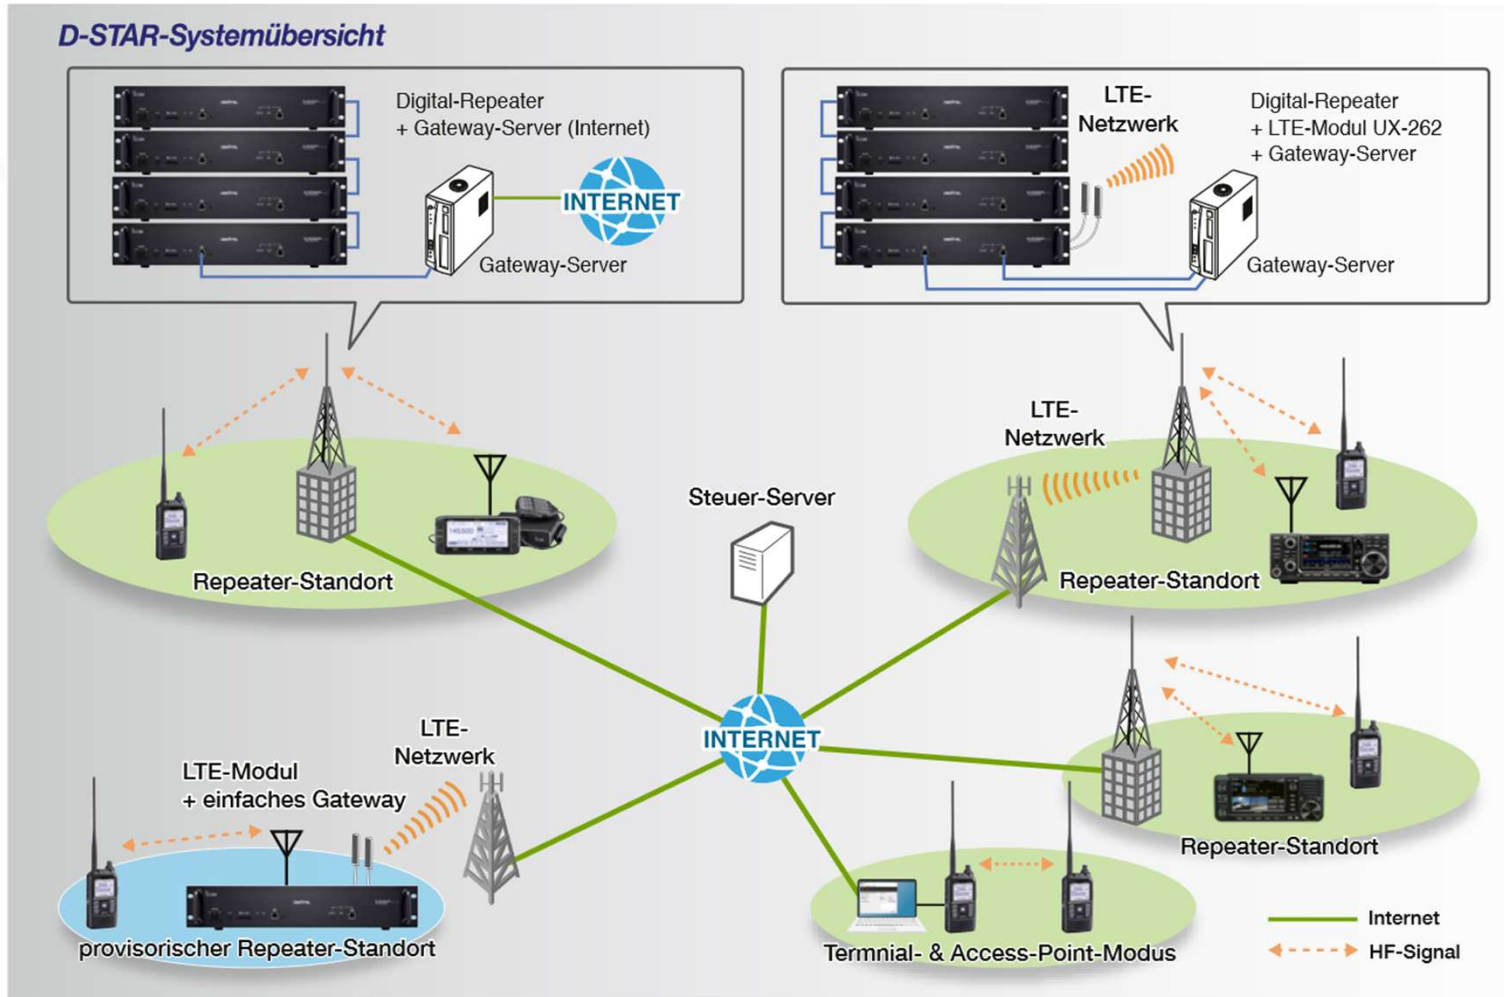 D-STAR-Systemübersicht
Digital-Repeater
+ Gateway-Server (Internet)
INTERNET
Gateway-Server
LTE-
Netzwerk
Digital-Repeater
+ LTE-Modul UX-262
+ Gateway-Server
Gateway-Server
Repeater-Standort
Steuer-Server
LTE-
Netzwerk
Repeater-Standort
INTERNET
LTE-
Netzwerk
LTE-Modul
+ einfaches Gateway
provisorischer Repeater-Standort
Repeater-Standort
Termnial- & Access-Point-Modus
Internet
HF-Signal